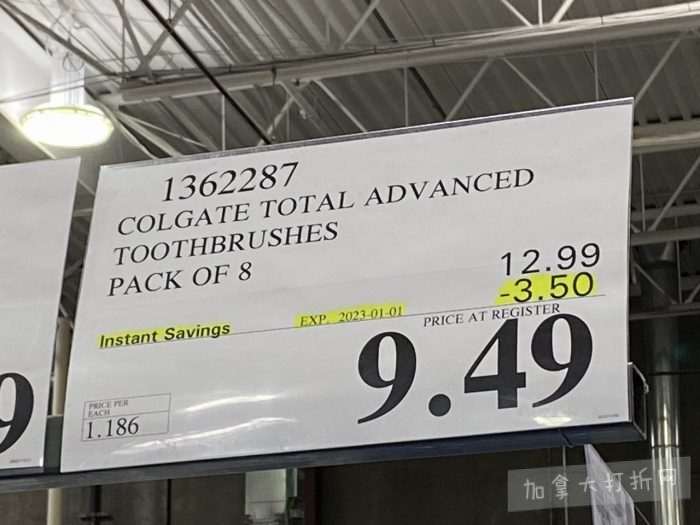 1362287
COLGATE TOTAL ADVANCED
TOOTHBRUSHES
PACK OF 8
12.99
-3.50
Instant Savings
EXP. 2023-01-01
PRICE AT REGISTER
9.49
PRICE PER
EACH
1.186
9
加拿大打折网